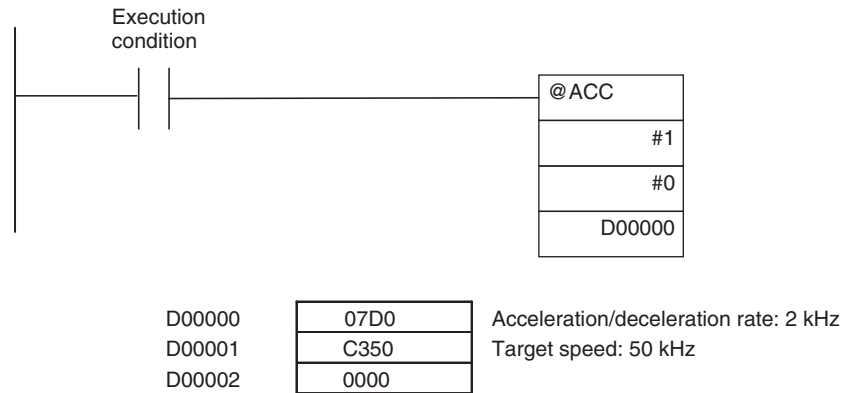 Execution
condition
@ACC
#1
#0
D00000
D00000 07D0 Acceleration/deceleration rate: 2 kHz
D00001 C350 Target speed: 50 kHz
D00002 0000